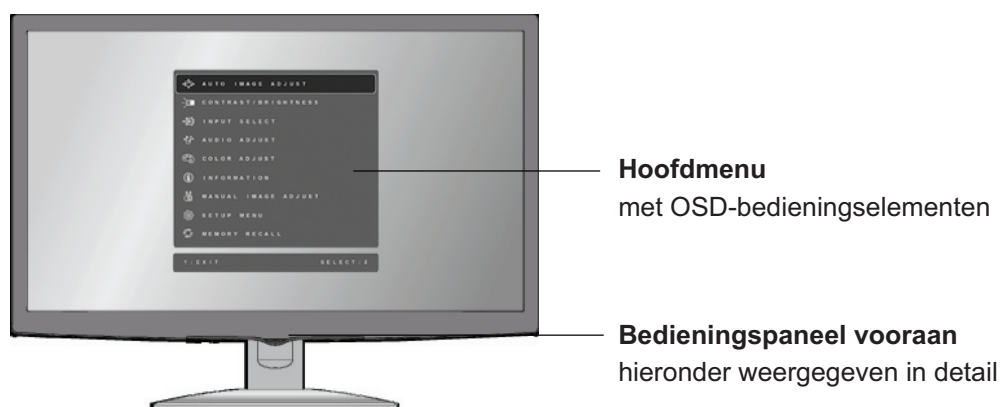 AUTO IMAGE ADJUST
CONTRAST/BRIGHTNESS
INPUT SELECT
AUDIO ADJUST
COLOR ADJUST
INFORMATION
MANUAL IMAGE ADJUST
SETUP MENU
MEMORY RECALL
1:EXIT SELECT:2
Hoofdmenu
met OSD-bedieningselementen
Bedieningspaneel vooraan
hieronder weergegeven in detail